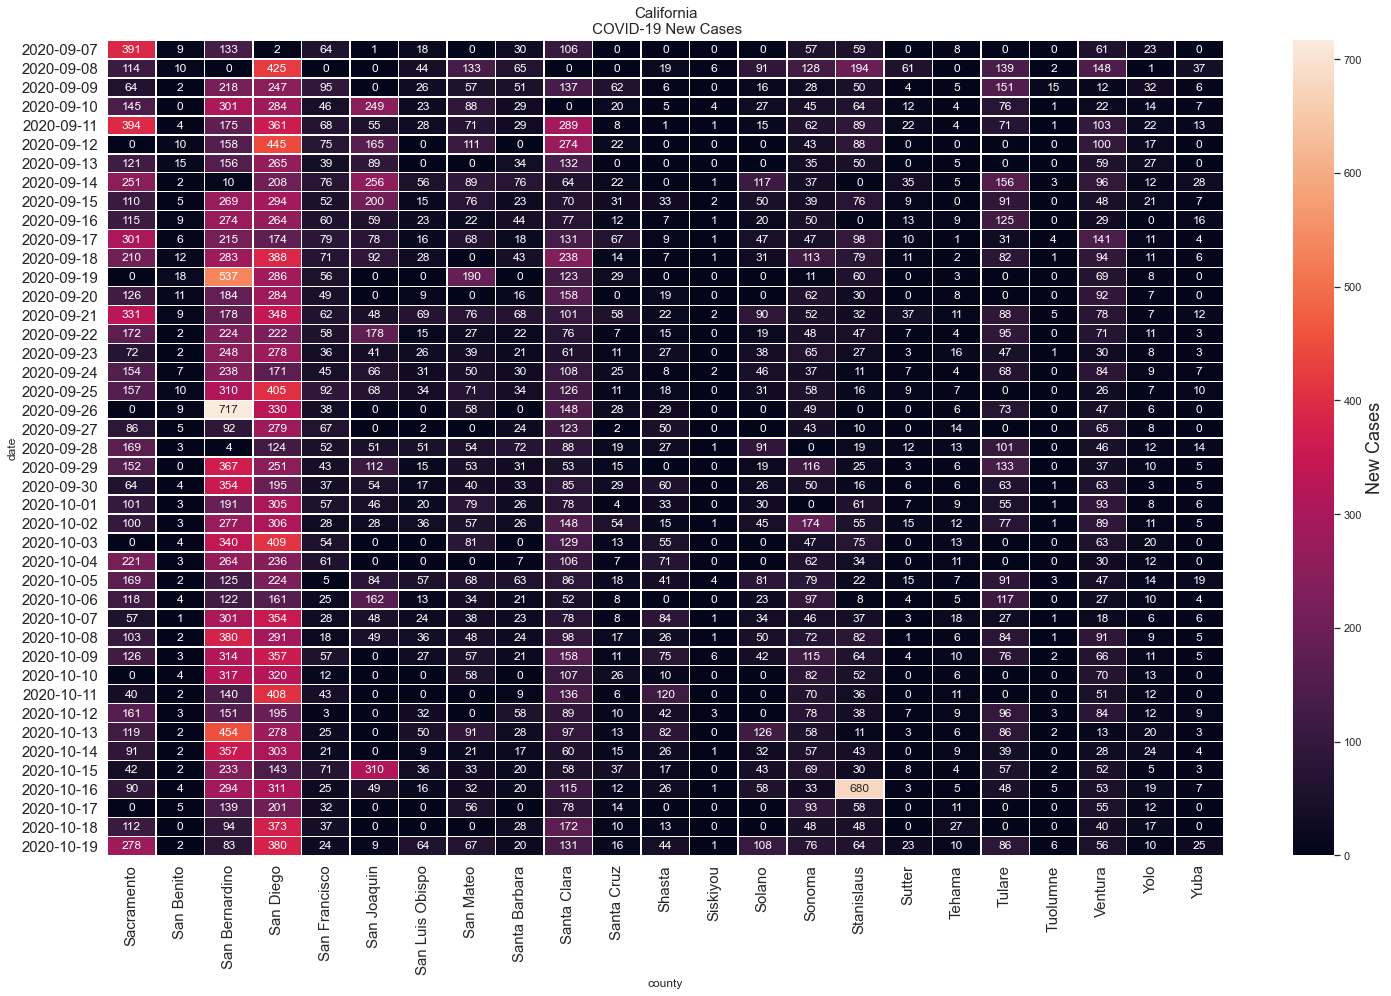 California
COVID-19 New Cases
2020-09-07 391 9 133 2 64 1 18 0 30 106 0 0 0 0 57 59 0 8 0 0 61 23 0
2020-09-08 114 10 0 425 0 0 44 133 65 0 0 19 6 91 128 194 61 0 139 2 148 1 37
2020-09-09 64 2 218 247 95 0 26 57 51 137 62 6 0 16 28 50 4 5 151 15 12 32 6
2020-09-10 145 0 301 284 46 249 23 88 29 0 20 5 4 27 45 64 12 4 76 1 22 14 7
2020-09-11 394 4 175 361 68 55 28 71 29 289 8 1 1 15 62 89 22 4 71 1 103 22 13
2020-09-12 0 10 158 445 75 165 0 111 0 274 22 0 0 0 43 88 0 0 0 0 100 17 0
2020-09-13 121 15 156 265 39 89 0 0 34 132 0 0 0 0 35 50 0 5 0 0 59 27 0
2020-09-14 251 2 10 208 76 256 56 89 76 64 22 0 1 117 37 0 35 5 156 3 96 12 28
2020-09-15 110 5 269 294 52 200 15 76 23 70 31 33 2 50 39 76 9 0 91 0 48 21 7
2020-09-16 115 9 274 264 60 59 23 22 44 77 12 7 1 20 50 0 13 9 125 0 29 0 16
2020-09-17 301 6 215 174 79 78 16 68 18 131 67 9 1 47 47 98 10 1 31 4 141 11 4
2020-09-18 210 12 283 388 71 92 28 0 43 238 14 7 1 31 113 79 11 2 82 1 94 11 6
2020-09-19 0 18 537 286 56 0 0 190 0 123 29 0 0 0 11 60 0 3 0 0 69 8 0
2020-09-20 126 11 184 284 49 0 9 0 16 158 0 19 0 0 62 30 0 8 0 0 92 7 0
2020-09-21 331 9 178 348 62 48 69 76 68 101 58 22 2 90 52 32 37 11 88 5 78 7 12
2020-09-22 172 2 224 222 58 178 15 27 22 76 7 15 0 19 48 47 7 4 95 0 71 11 3
2020-09-23 72 2 248 278 36 41 26 39 21 61 11 27 0 38 65 27 3 16 47 1 30 8 3
2020-09-24 154 7 238 171 45 66 31 50 30 108 25 8 2 46 37 11 7 4 68 0 84 9 7
2020-09-25 157 10 310 405 92 68 34 71 34 126 11 18 0 31 58 16 9 7 0 0 26 7 10
2020-09-26 0 9 717 330 38 0 0 58 0 148 28 29 0 0 49 0 0 6 73 0 47 6 0
2020-09-27 86 5 92 279 67 0 2 0 24 123 2 50 0 0 43 10 0 14 0 0 65 8 0
2020-09-28 169 3 4 124 52 51 51 54 72 88 19 27 1 91 0 19 12 13 101 0 46 12 14
2020-09-29 152 0 367 251 43 112 15 53 31 53 15 0 0 19 116 25 3 6 133 0 37 10 5
2020-09-30 64 4 354 195 37 54 17 40 33 85 29 60 0 26 50 16 6 6 63 1 63 3 5
2020-10-01 101 3 191 305 57 46 20 79 26 78 4 33 0 30 0 61 7 9 55 1 93 8 6
2020-10-02 100 3 277 306 28 28 36 57 26 148 54 15 1 45 174 55 15 12 77 1 89 11 5
2020-10-03 0 4 340 409 54 0 0 81 0 129 13 55 0 0 47 75 0 13 0 0 63 20 0
2020-10-04 221 3 264 236 61 0 0 0 7 106 7 71 0 0 62 34 0 11 0 0 30 12 0
2020-10-05 169 2 125 224 5 84 57 68 63 86 18 41 4 81 79 22 15 7 91 3 47 14 19
2020-10-06 118 4 122 161 25 162 13 34 21 52 8 0 0 23 97 8 4 5 117 0 27 10 4
2020-10-07 57 1 301 354 28 48 24 38 23 78 8 84 1 34 46 37 3 18 27 1 18 6 6
2020-10-08 103 2 380 291 18 49 36 48 24 98 17 26 1 50 72 82 1 6 84 1 91 9 5
2020-10-09 126 3 314 357 57 0 27 57 21 158 11 75 6 42 115 64 4 10 76 2 66 11 5
2020-10-10 0 4 317 320 12 0 0 58 0 107 26 10 0 0 82 52 0 6 0 0 70 13 0
2020-10-11 40 2 140 408 43 0 0 0 9 136 6 120 0 0 70 36 0 11 0 0 51 12 0
2020-10-12 161 3 151 195 3 0 32 0 58 89 10 42 3 0 78 38 7 9 96 3 84 12 9
2020-10-13 119 2 454 278 25 0 50 91 28 97 13 82 0 126 58 11 3 6 86 2 13 20 3
2020-10-14 91 2 357 303 21 0 9 21 17 60 15 26 1 32 57 43 0 9 39 0 28 24 4
2020-10-15 42 2 233 143 71 310 36 33 20 58 37 17 0 43 69 30 8 4 57 2 52 5 3
2020-10-16 90 4 294 311 25 49 16 32 20 115 12 26 1 58 33 680 3 5 48 5 53 19 7
2020-10-17 0 5 139 201 32 0 0 56 0 78 14 0 0 0 93 58 0 11 0 0 55 12 0
2020-10-18 112 0 94 373 37 0 0 0 28 172 10 13 0 0 48 48 0 27 0 0 40 17 0
2020-10-19 278 2 83 380 24 9 64 67 20 131 16 44 1 108 76 64 23 10 86 6 56 10 25
date
Sacramento
San Benito
San Bernardino
San Diego
San Francisco
San Joaquin
San Luis Obispo
San Mateo
Santa Barbara
Santa Clara
Santa Cruz
Shasta
Siskiyou
Solano
Sonoma
Stanislaus
Sutter
Tehama
Tulare
Tuolumne
Ventura
Yolo
Yuba
county
700
600
500
400
300
200
100
0
New Cases